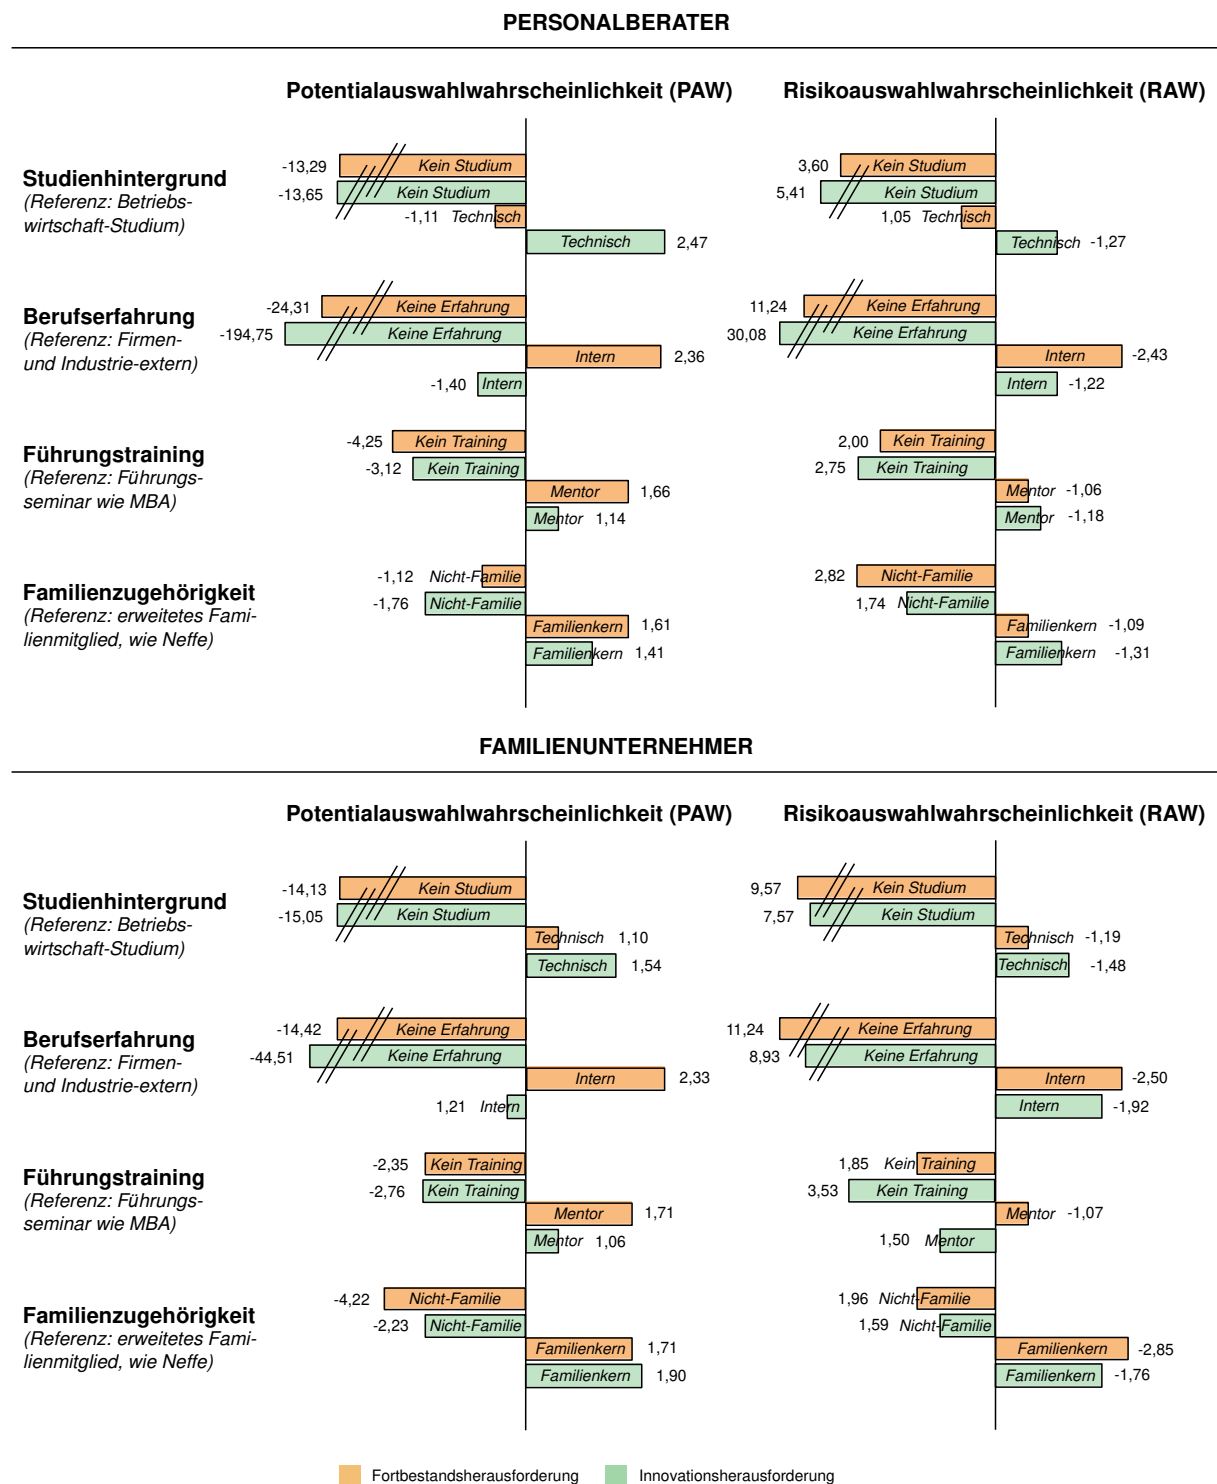 PERSONALBERATER
Potentialauswahlwahrscheinlichkeit (PAW)
Risikoauswahlwahrscheinlichkeit (RAW)
Studienhintergrund
(Referenz: Betriebs-
wirtschaft-Studium)
-13,29 Kein Studium
-13,65 Kein Studium
-1,11 Technisch
Technisch 2,47
3,60 Kein Studium
5,41 Kein Studium
1,05 Technisch
Technisch -1,27
Berufserfahrung
(Referenz: Firmen-
und Industrie-extern)
-24,31 Keine Erfahrung
-194,75 Keine Erfahrung
Intern 2,36
-1,40 Intern
11,24 Keine Erfahrung
30,08 Keine Erfahrung
Intern -2,43
Intern -1,22
Führungstraining
(Referenz: Führungs-
seminar wie MBA)
-4,25 Kein Training
-3,12 Kein Training
Mentor 1,66
Mentor 1,14
2,00 Kein Training
2,75 Kein Training
Mentor -1,06
Mentor -1,18
Familienzugehörigkeit
(Referenz: erweitetes Fami-
lienmitglied, wie Neffe)
-1,12 Nicht-Familie
-1,76 Nicht-Familie
Familienkern 1,61
Familienkern 1,41
2,82 Nicht-Familie
1,74 Nicht-Familie
Familienkern -1,09
Familienkern -1,31
FAMILIENUNTERNEHMER
Potentialauswahlwahrscheinlichkeit (PAW)
Risikoauswahlwahrscheinlichkeit (RAW)
Studienhintergrund
(Referenz: Betriebs-
wirtschaft-Studium)
-14,13 Kein Studium
-15,05 Kein Studium
Technisch 1,10
Technisch 1,54
9,57 Kein Studium
7,57 Kein Studium
Technisch -1,19
Technisch -1,48
Berufserfahrung
(Referenz: Firmen-
und Industrie-extern)
-14,42 Keine Erfahrung
-44,51 Keine Erfahrung
Intern 2,33
1,21 Intern
11,24 Keine Erfahrung
8,93 Keine Erfahrung
Intern -2,50
Intern -1,92
Führungstraining
(Referenz: Führungs-
seminar wie MBA)
-2,35 Kein Training
-2,76 Kein Training
Mentor 1,71
Mentor 1,06
1,85 Kein Training
3,53 Kein Training
Mentor -1,07
1,50 Mentor
Familienzugehörigkeit
(Referenz: erweitetes Fami-
lienmitglied, wie Neffe)
-4,22 Nicht-Familie
-2,23 Nicht-Familie
Familienkern 1,71
Familienkern 1,90
1,96 Nicht-Familie
1,59 Nicht-Familie
Familienkern -2,85
Familienkern -1,76
Fortbestandsherausforderung Innovationsherausforderung